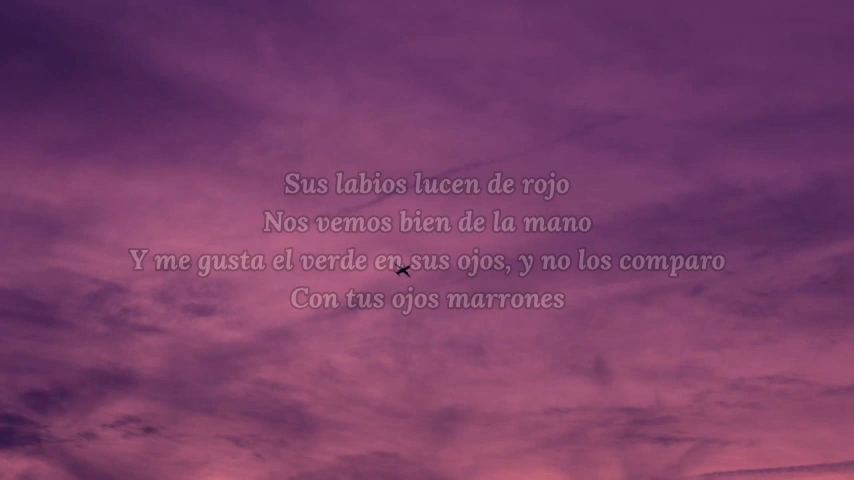 Sus labios lucen de rojo
Nos vemos bien de la mano
Y me gusta el verde en sus ojos, y no los comparo
Con tus ojos marrones